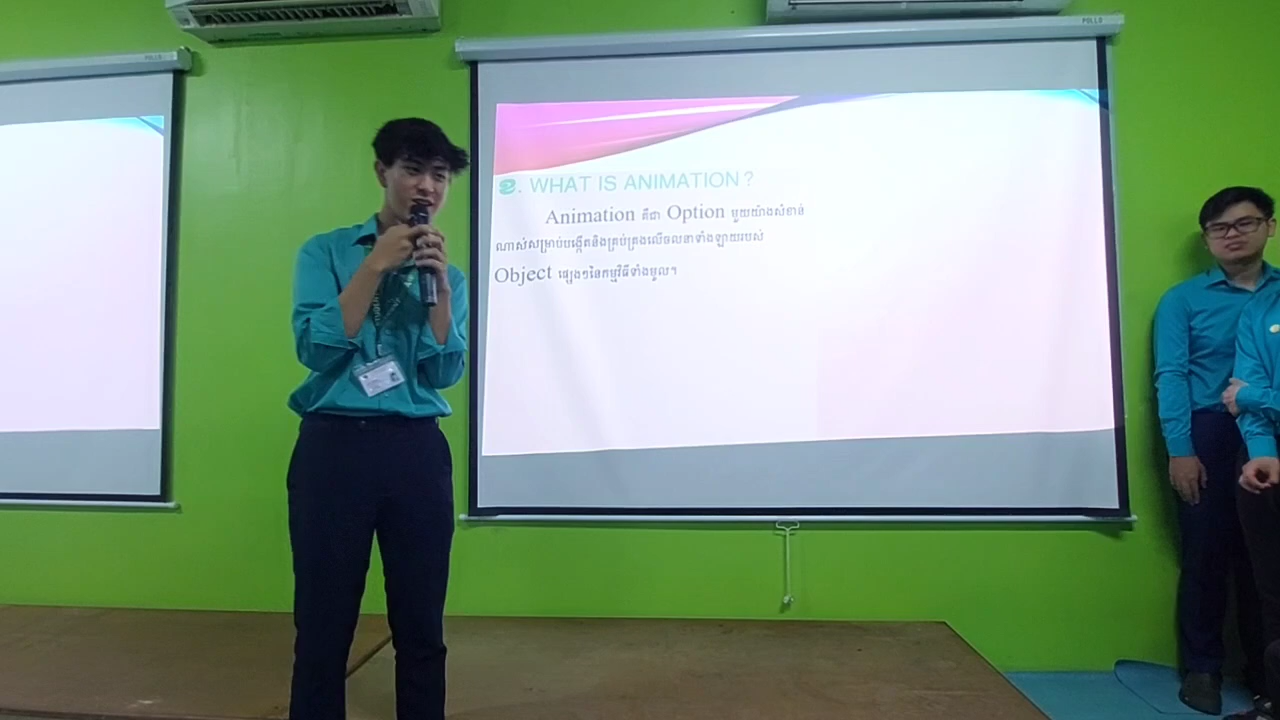 POLLO
២. WHAT IS ANIMATION ?
Animation គឺជា Option មួយយ៉ាងសំខាន់
ណាស់សម្រាប់បង្កើតនិងគ្រប់គ្រងលើចលនាទាំងឡាយរបស់
Object ផ្សេងៗនៃកម្មវិធីទាំងមូល។